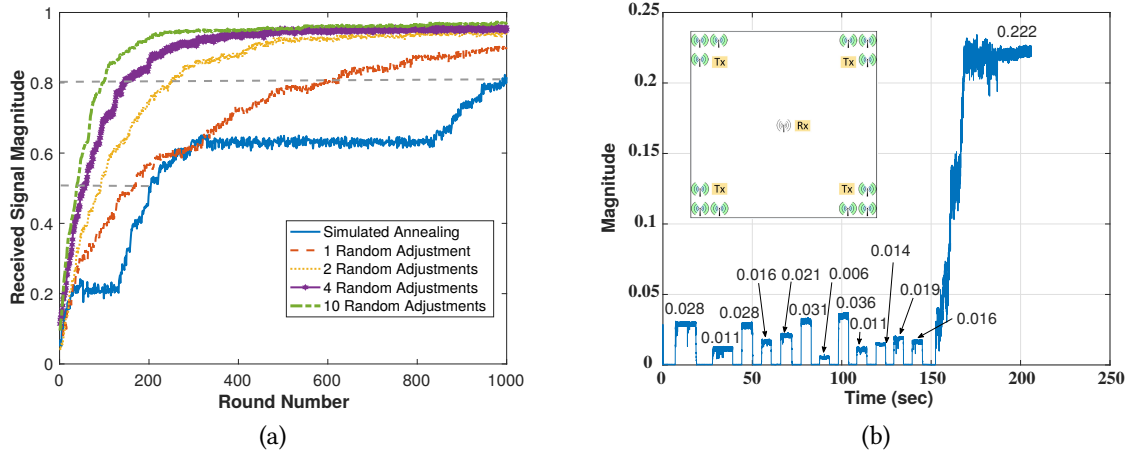 Received Signal Magnitude
1
0.8
0.6
0.4
0.2
0
0 200 400 600 800 1000
Round Number
Simulated Annealing
1 Random Adjustment
2 Random Adjustments
4 Random Adjustments
10 Random Adjustments
(a)
Magnitude
0.25
0.2
0.15
0.1
0.05
0
0 50 100 150 200 250
Time (sec)
Tx Tx
Rx
Tx Tx
0.222
0.028
0.011
0.028
0.016
0.021
0.031
0.006
0.036
0.011
0.014
0.019
0.016
(b)